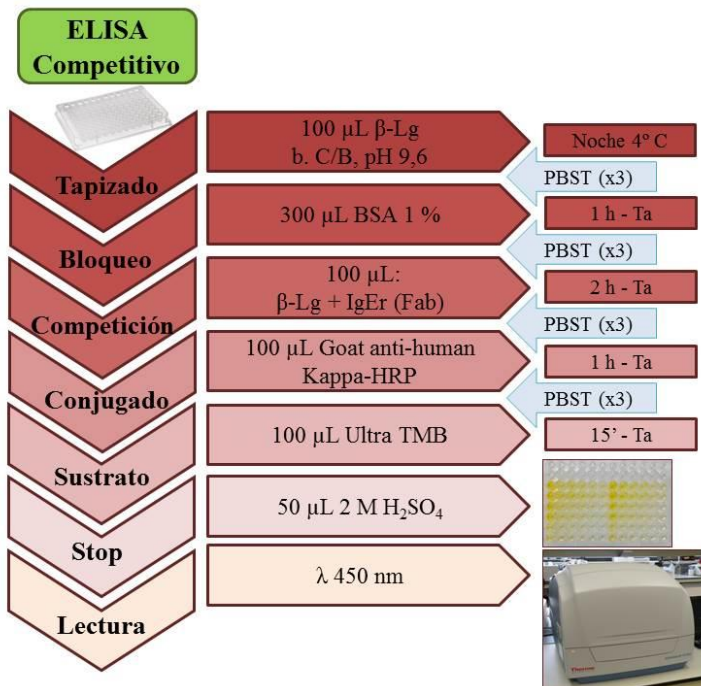 ELISA
Competitivo
Tapizado
100 µL β-Lg
b. C/B, pH 9,6
Noche 4º C
PBST (x3)
Bloqueo
300 µL BSA 1 %
1 h - Ta
PBST (x3)
Competición
100 µL:
β-Lg + IgEr (Fab)
2 h - Ta
PBST (x3)
Conjugado
100 µL Goat anti-human
Kappa-HRP
1 h - Ta
PBST (x3)
Sustrato
100 µL Ultra TMB
15’ - Ta
Stop
50 µL 2 M H₂SO₄
Lectura
λ 450 nm
Thermo